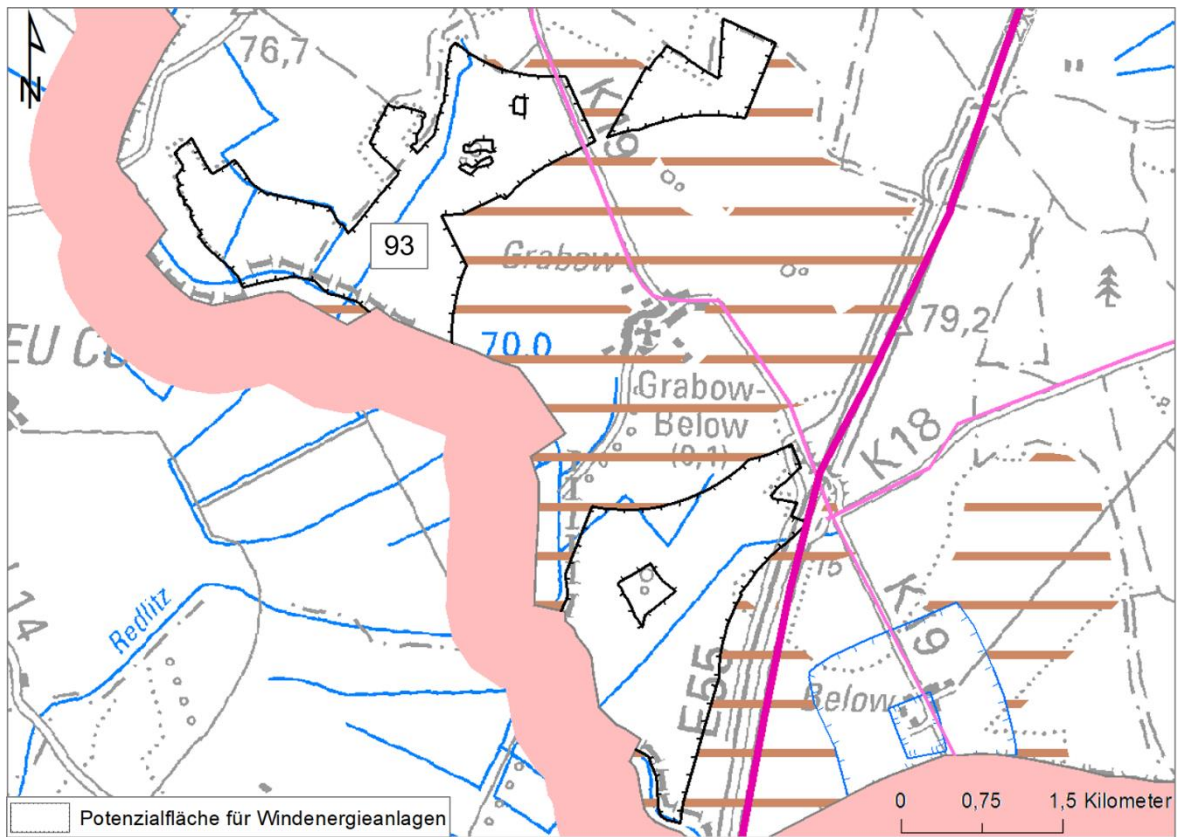 N
76,7
K19
93
Grabow
79,2
EU CO
70,0
Grabow-
Below
(0,1)
K18
15
14
Redlitz
K19
E55
Below
Potenzialfläche für Windenergieanlagen
0 0,75 1,5 Kilometer